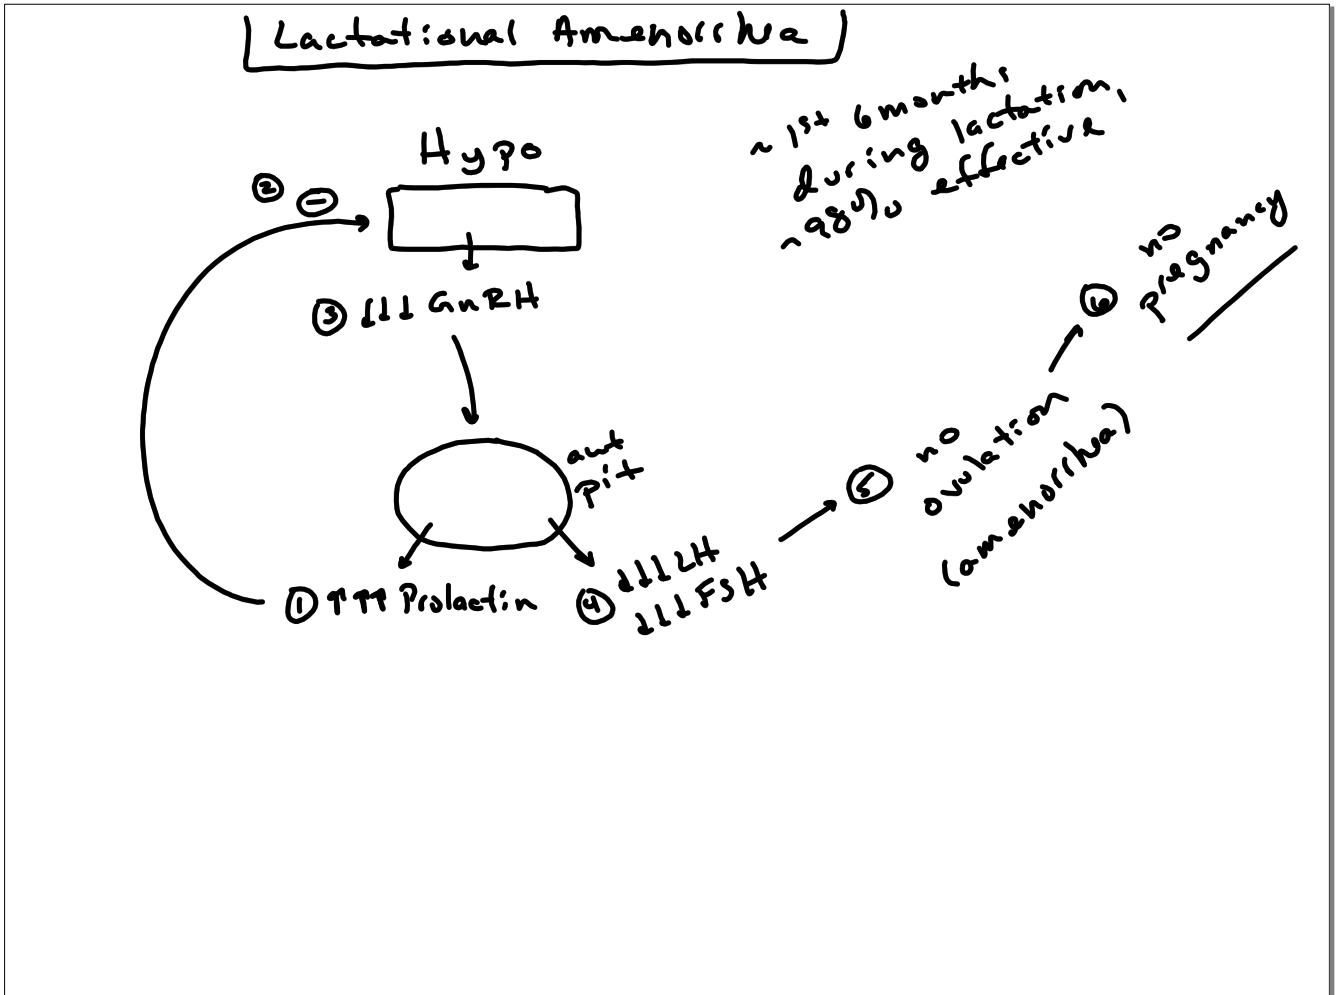 Lactational Amenorrhea
~ 1st 6 months
during lactation,
~98% effective
Hypo
② ⊖
③ ↓↓↓ GnRH
ant
pit
① ↑↑↑ Prolactin
④ ↓↓↓ LH
↓↓↓ FSH
⑤ no
ovulation
(amenorrhea)
⑥ no
pregnancy